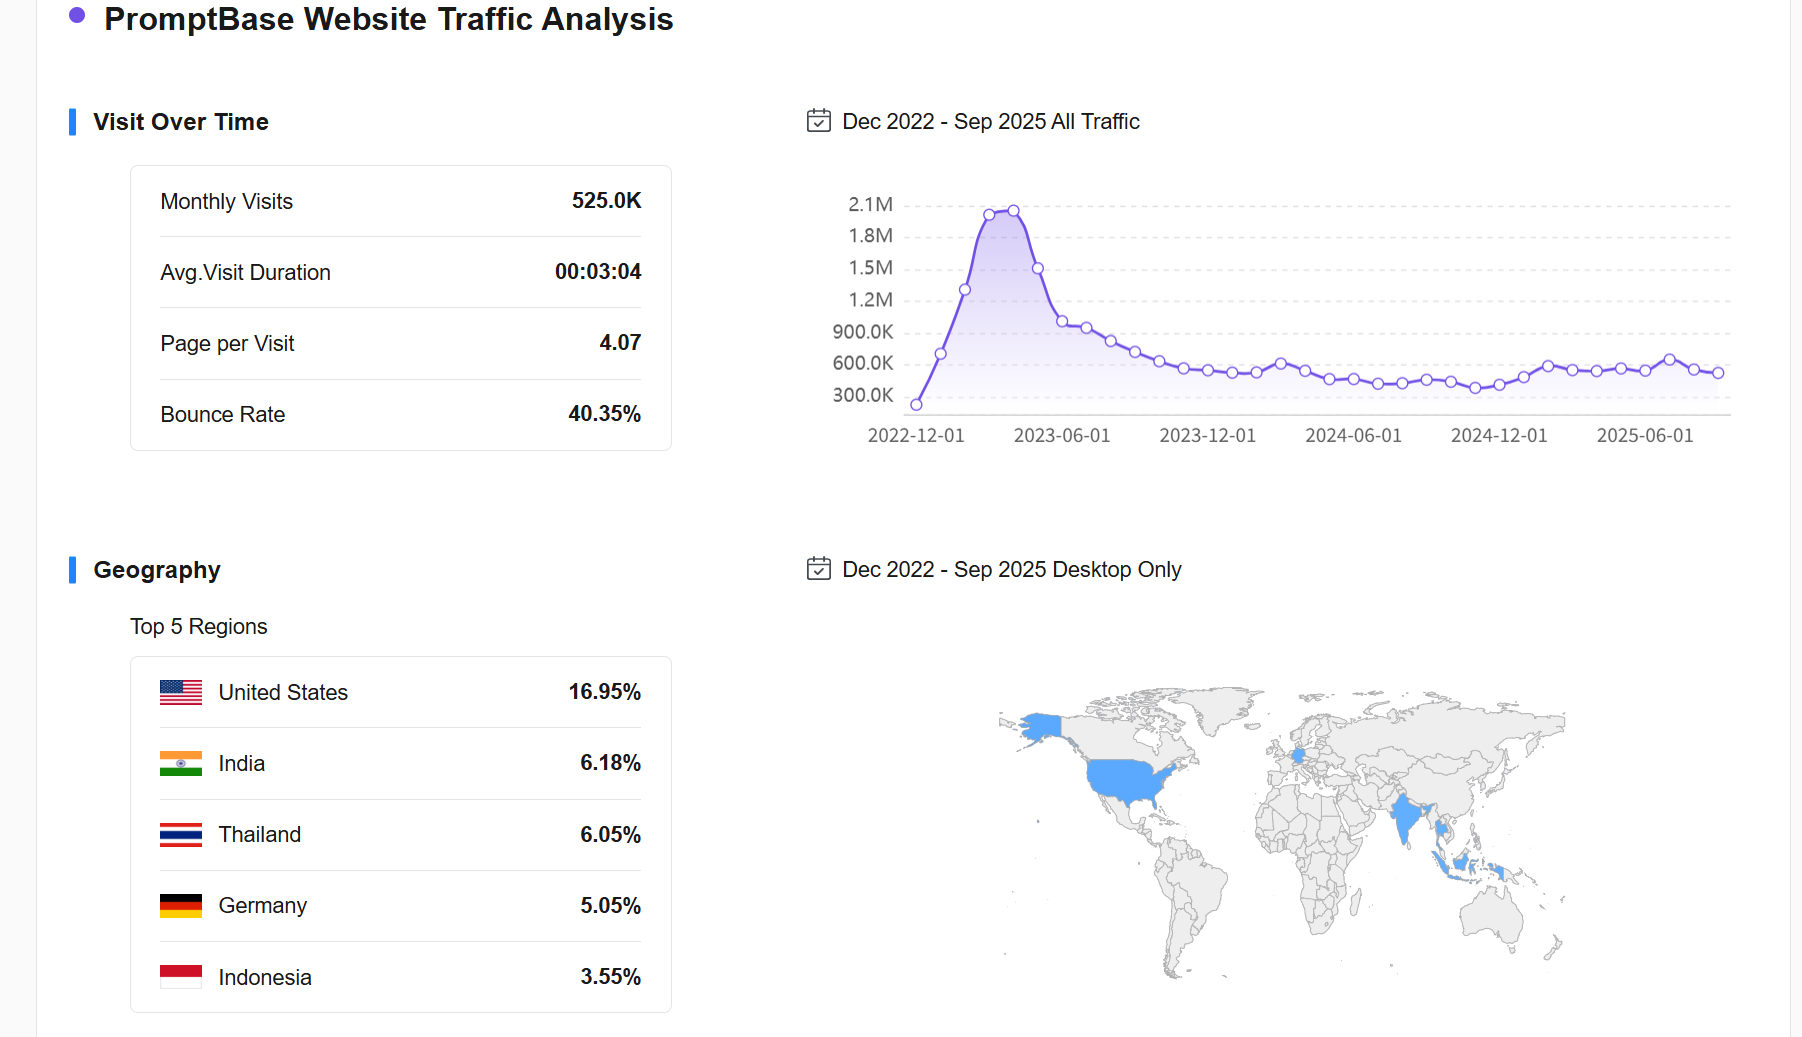 PromptBase Website Traffic Analysis
Visit Over Time
Dec 2022 - Sep 2025 All Traffic
Monthly Visits 525.0K
Avg.Visit Duration 00:03:04
Page per Visit 4.07
Bounce Rate 40.35%
2.1M
1.8M
1.5M
1.2M
900.0K
600.0K
300.0K
2022-12-01 2023-06-01 2023-12-01 2024-06-01 2024-12-01 2025-06-01
Geography
Dec 2022 - Sep 2025 Desktop Only
Top 5 Regions
United States 16.95%
India 6.18%
Thailand 6.05%
Germany 5.05%
Indonesia 3.55%